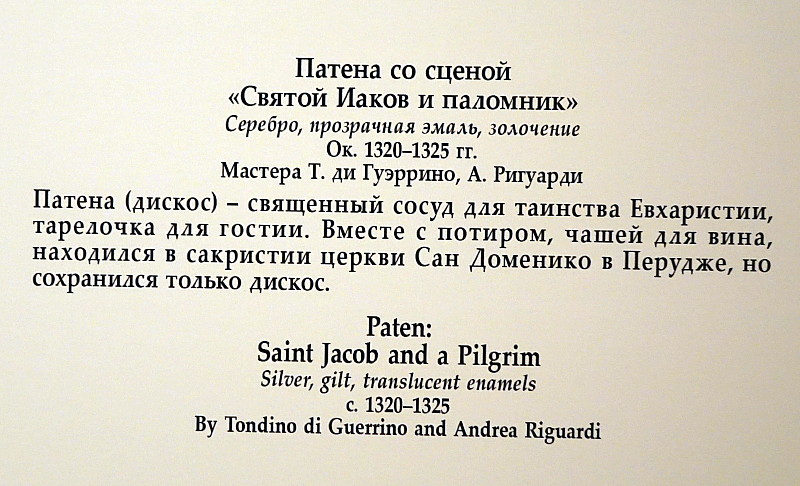 Патена со сценой
«Святой Иаков и паломник»
Серебро, прозрачная эмаль, золочение
Ок. 1320–1325 гг.
Мастера Т. ди Гуэррино, А. Ригуарди
Патена (дискос) – священный сосуд для таинства Евхаристии,
тарелочка для гостии. Вместе с потиром, чашей для вина,
находился в сакристии церкви Сан Доменико в Перудже, но
сохранился только дискос.
Paten:
Saint Jacob and a Pilgrim
Silver, gilt, translucent enamels
c. 1320–1325
By Tondino di Guerrino and Andrea Riguardi